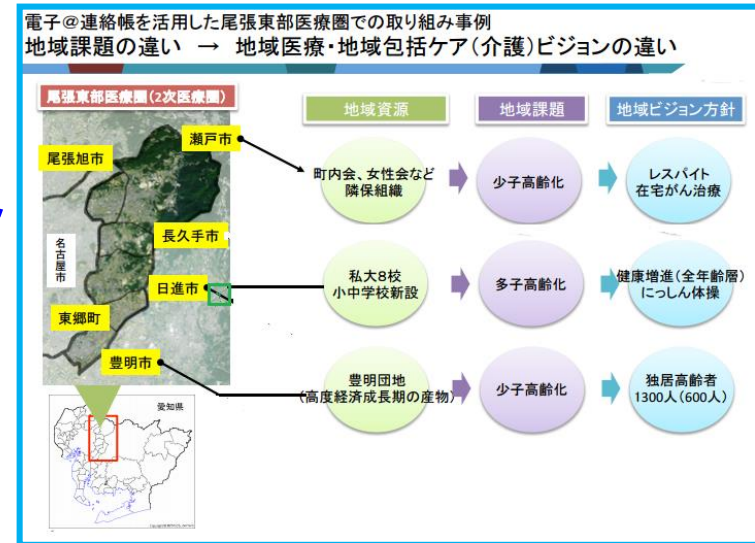 電子@連絡帳を活用した尾張東部医療圏での取り組み事例
地域課題の違い → 地域医療・地域包括ケア(介護)ビジョンの違い
尾張東部医療圏(2次医療圏)
瀬戸市
尾張旭市
長久手市
名古屋市
日進市
東郷町
豊明市
愛知県
地域資源
地域課題
地域ビジョン方針
町内会、女性会など
隣保組織
少子高齢化
レスパイト
在宅がん治療
私大8校
小中学校新設
多子高齢化
健康増進(全年齢層)
にっしん体操
豊明団地
(高度経済成長期の産物)
少子高齢化
独居高齢者
1300人(600人)